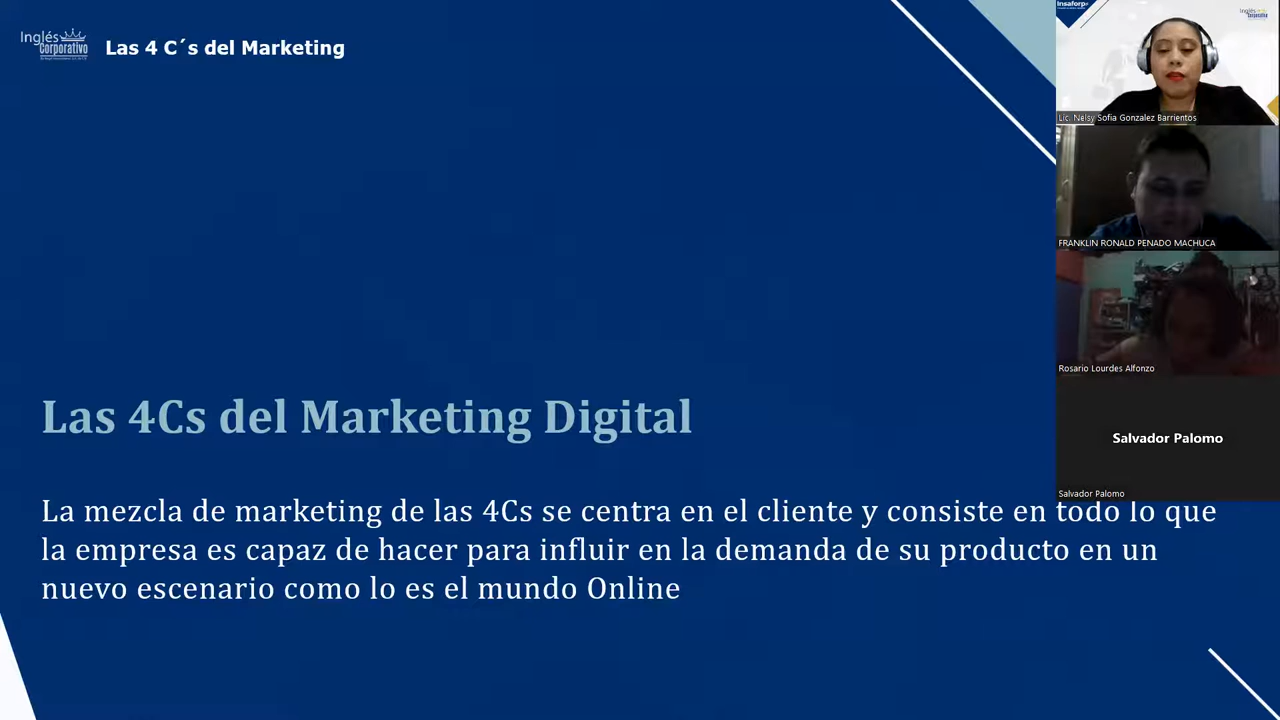 Inglés
Corporativo
Las 4 C´s del Marketing
Las 4Cs del Marketing Digital
La mezcla de marketing de las 4Cs se centra en el cliente y consiste en todo lo que
la empresa es capaz de hacer para influir en la demanda de su producto en un
nuevo escenario como lo es el mundo Online
Insaforp
Inglés
Corporativo
Lic. Nelsy Sofia Gonzalez Barrientos
FRANKLIN RONALD PENADO MACHUCA
Rosario Lourdes Alfonzo
Salvador Palomo
Salvador Palomo